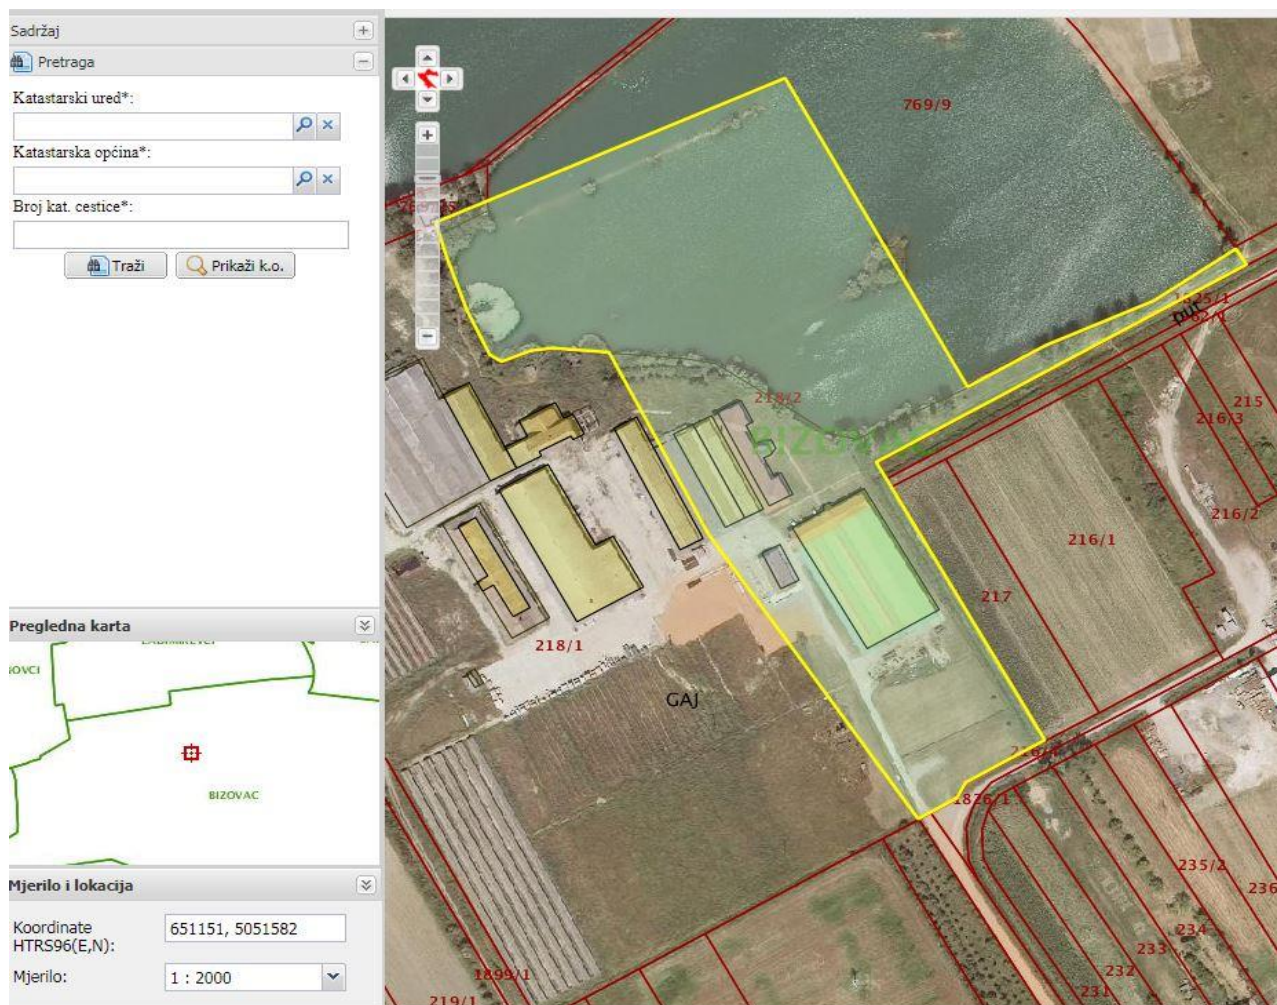 Sadržaj
Pretraga
Katastarski ured*:
Katastarska općina*:
Broj kat. cestice*:
Traži
Prikaži k.o.
Pregledna karta
BIZOVAC
Mjerilo i lokacija
Koordinate
HTRS96(E,N):
651151, 5051582
Mjerilo:
1 : 2000
769/9
218/2
BIZOVAC
215
216/3
216/2
216/1
217
218/1
GAJ
1826/1
235/2
236
234
233
232
231
1899/1
219/1